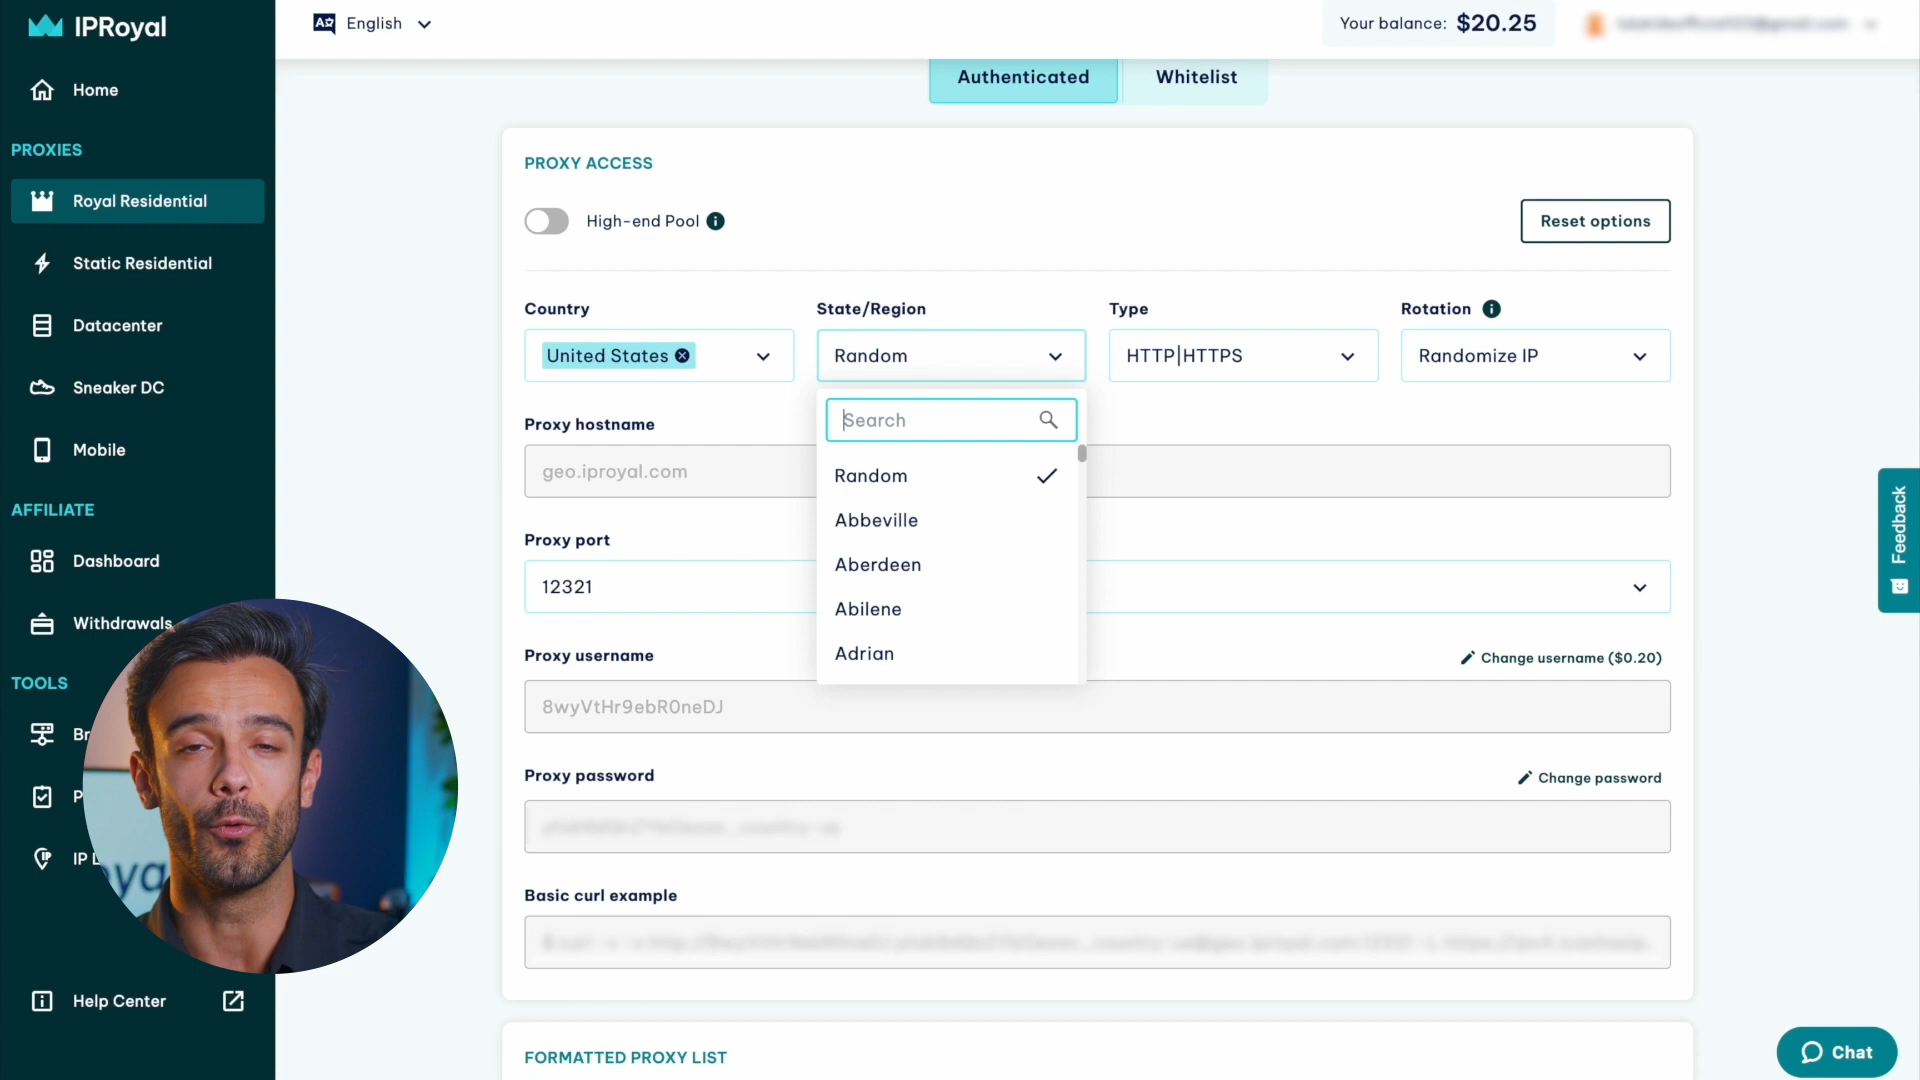 IPRoyal
English
Your balance: $20.25
Home
PROXIES
Royal Residential
Static Residential
Datacenter
Sneaker DC
Mobile
AFFILIATE
Dashboard
Withdrawals
TOOLS
Br
P
IP
Help Center
Authenticated
Whitelist
PROXY ACCESS
High-end Pool
Reset options
Country
State/Region
Type
Rotation
United States
Random
HTTP|HTTPS
Randomize IP
Search
Random
Abbeville
Aberdeen
Abilene
Adrian
Proxy hostname
geo.iproyal.com
Proxy port
12321
Proxy username
Change username ($0.20)
8wyVtHr9ebR0neDJ
Proxy password
Change password
Basic curl example
FORMATTED PROXY LIST
Feedback
Chat